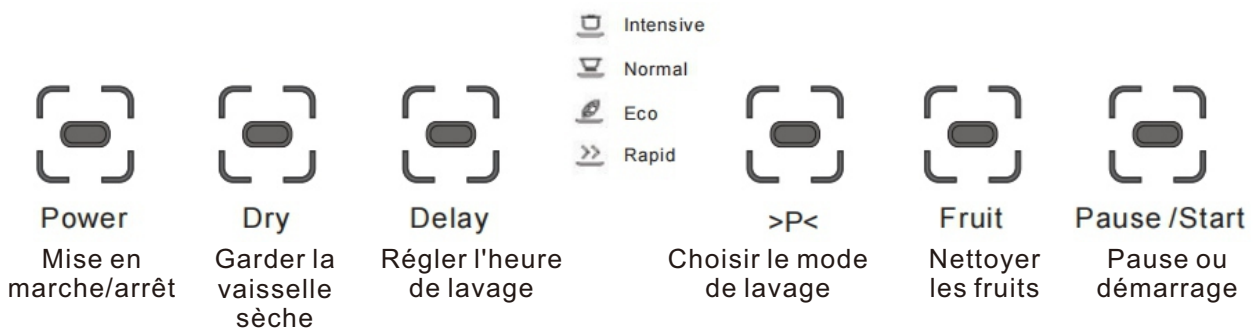 Intensive
Normal
Eco
>> Rapid
Power Dry Delay >P< Fruit Pause /Start
Mise en Garder la Régler l'heure Choisir le mode Nettoyer Pause ou
marche/arrêt vaisselle de lavage de lavage les fruits démarrage
sèche